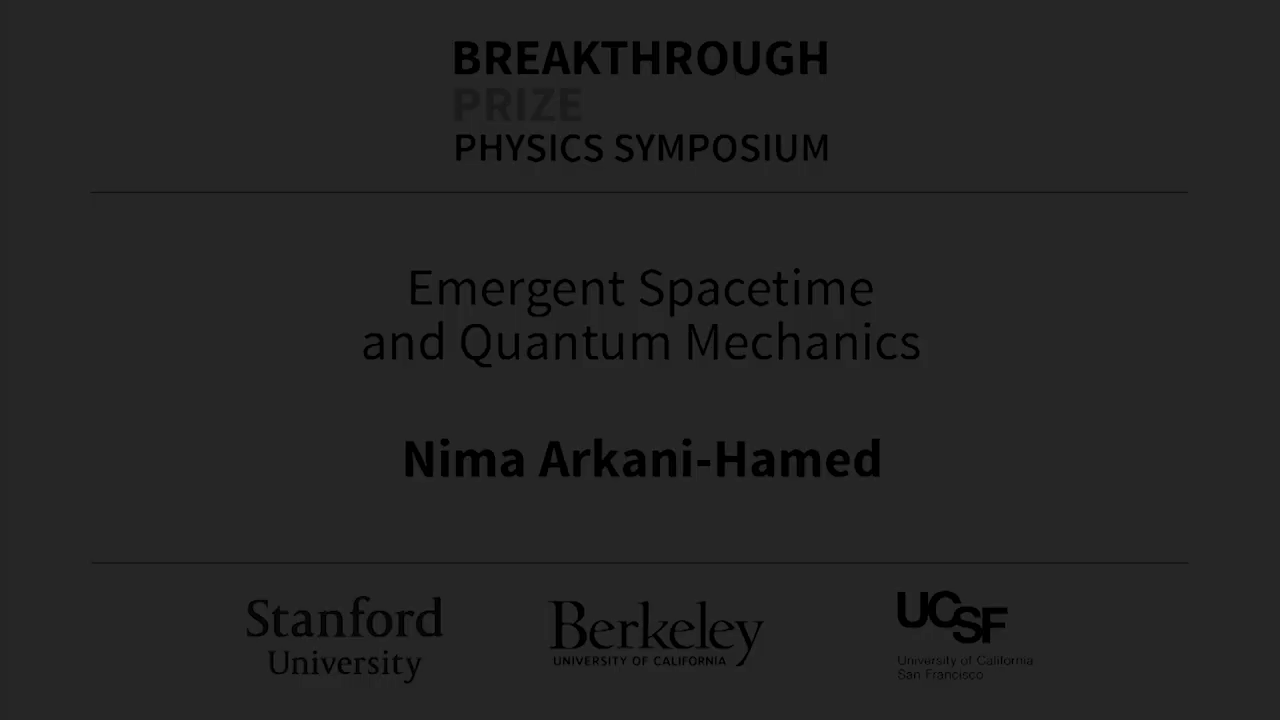 BREAKTHROUGH
PRIZE
PHYSICS SYMPOSIUM
Emergent Spacetime
and Quantum Mechanics
Nima Arkani-Hamed
Stanford
University
Berkeley
UNIVERSITY OF CALIFORNIA
UCSF
University of California
San Francisco